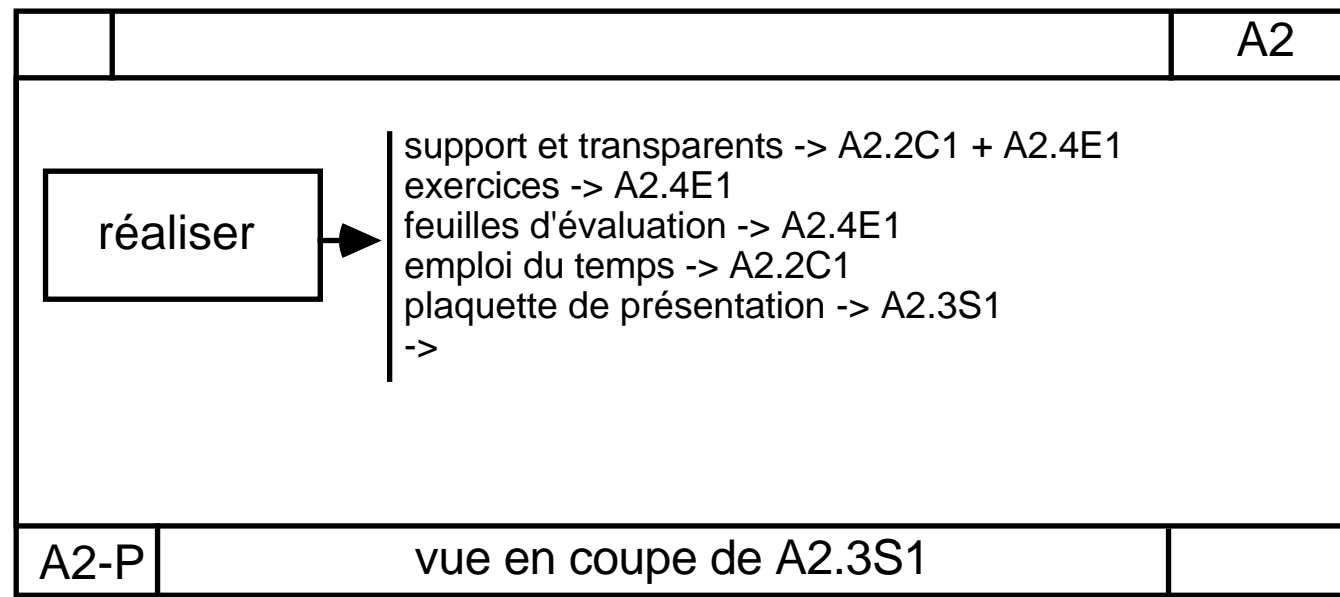 A2
support et transparents -> A2.2C1 + A2.4E1
exercices -> A2.4E1
réaliser
feuilles d'évaluation -> A2.4E1
emploi du temps -> A2.2C1
plaquette de présentation -> A2.3S1
->
A2-P
vue en coupe de A2.3S1